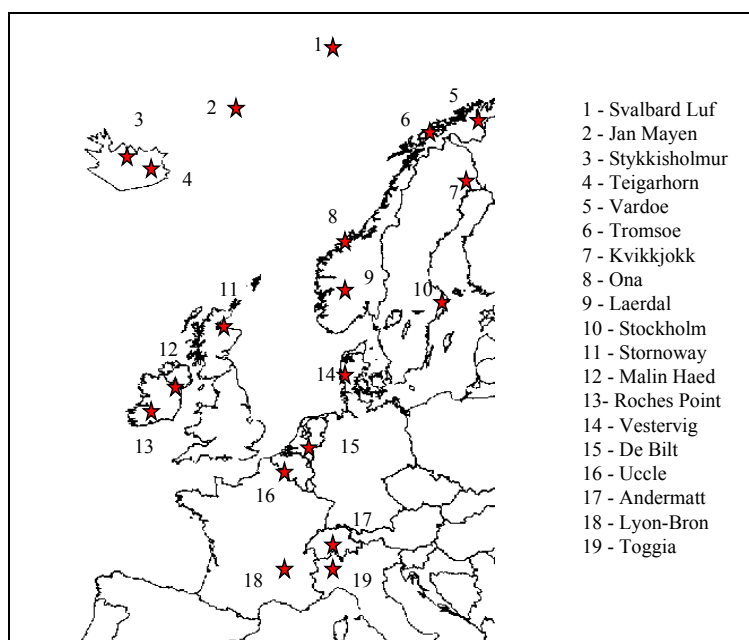 1
2
3
4
5
6
7
8
9
10
11
12
13
14
15
16
17
18
19
1 - Svalbard Luf
2 - Jan Mayen
3 - Stykkisholmur
4 - Teigarhorn
5 - Vardoe
6 - Tromsoe
7 - Kvikkjokk
8 - Ona
9 - Laerdal
10 - Stockholm
11 - Stornoway
12 - Malin Haed
13- Roches Point
14 - Vestervig
15 - De Bilt
16 - Uccle
17 - Andermatt
18 - Lyon-Bron
19 - Toggia